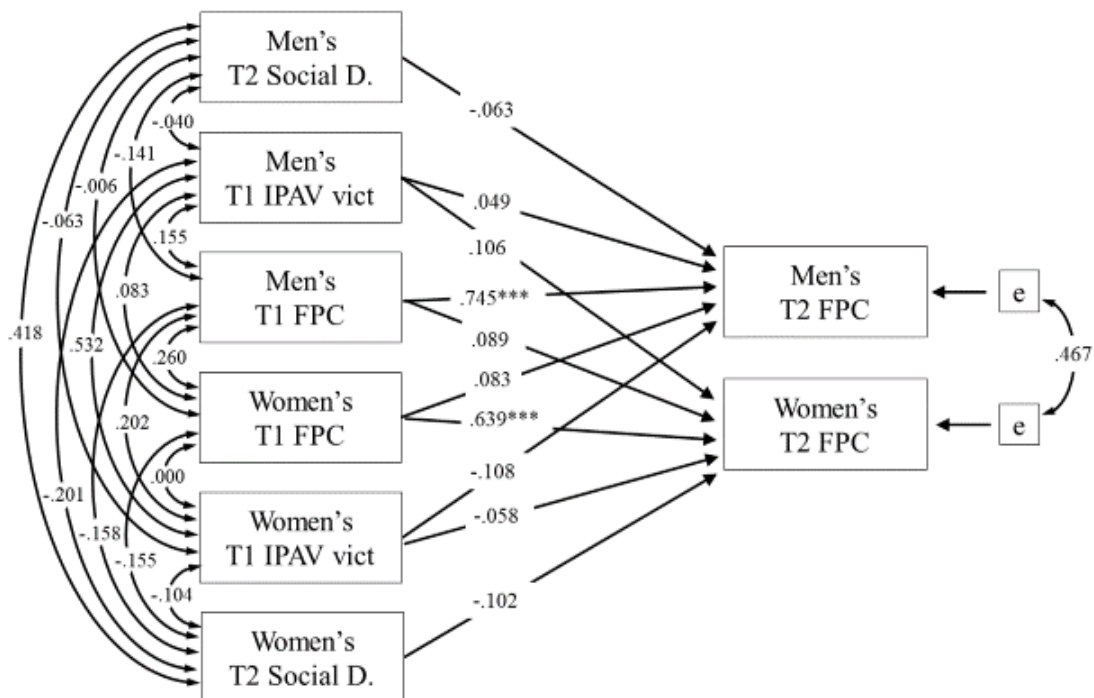 Men's
T2 Social D.
-.063
-.040
-.141
Men's
T1 IPAV vict
-.006
.049
-.063
.106
.155
Men's
T1 FPC
.083
.745***
Men's
T2 FPC
e
.418
.532
.089
.467
.260
.083
Women's
T1 FPC
.202
.639***
Women's
T2 FPC
e
.000
-.108
-.201
Women's
T1 IPAV vict
-.058
-.158
-.155
-.104
-.102
Women's
T2 Social D.